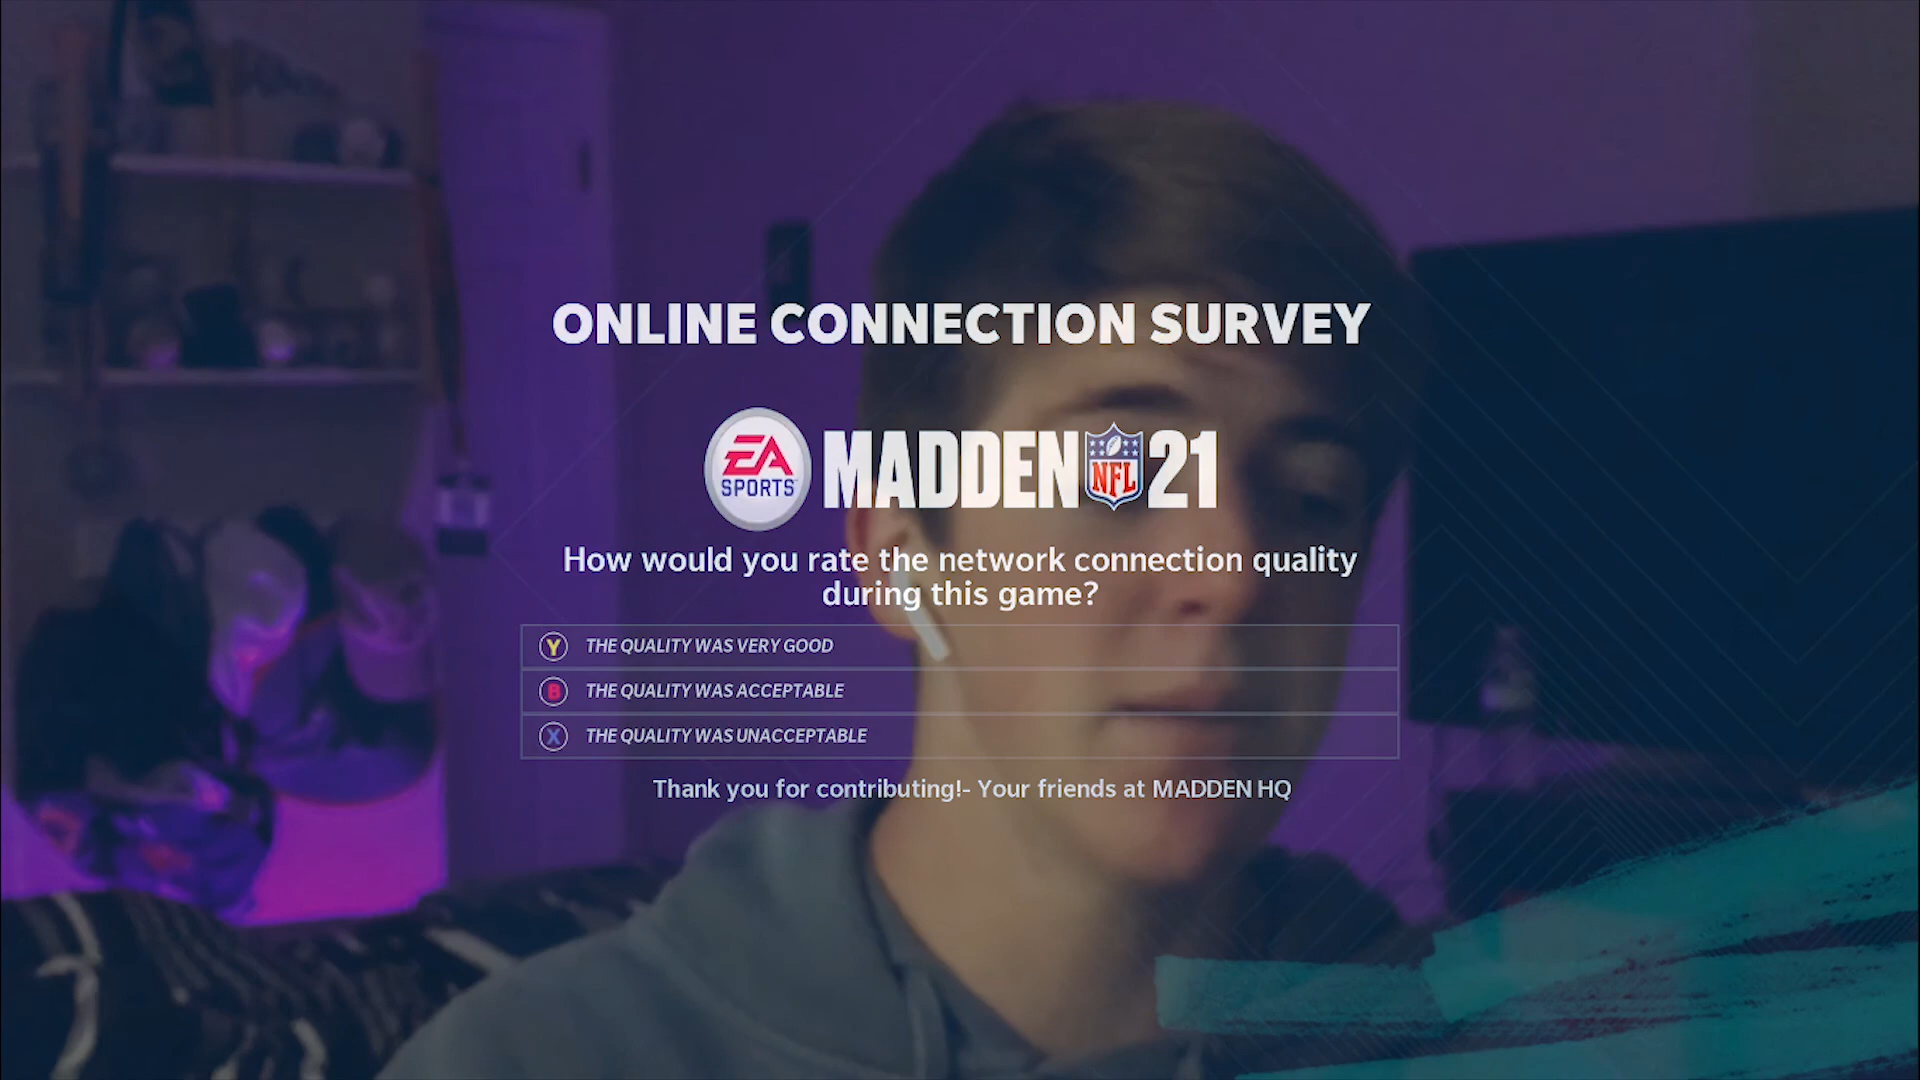 ONLINE CONNECTION SURVEY
EA SPORTS MADDEN NFL 21
How would you rate the network connection quality
during this game?
Y THE QUALITY WAS VERY GOOD
B THE QUALITY WAS ACCEPTABLE
X THE QUALITY WAS UNACCEPTABLE
Thank you for contributing!- Your friends at MADDEN HQ